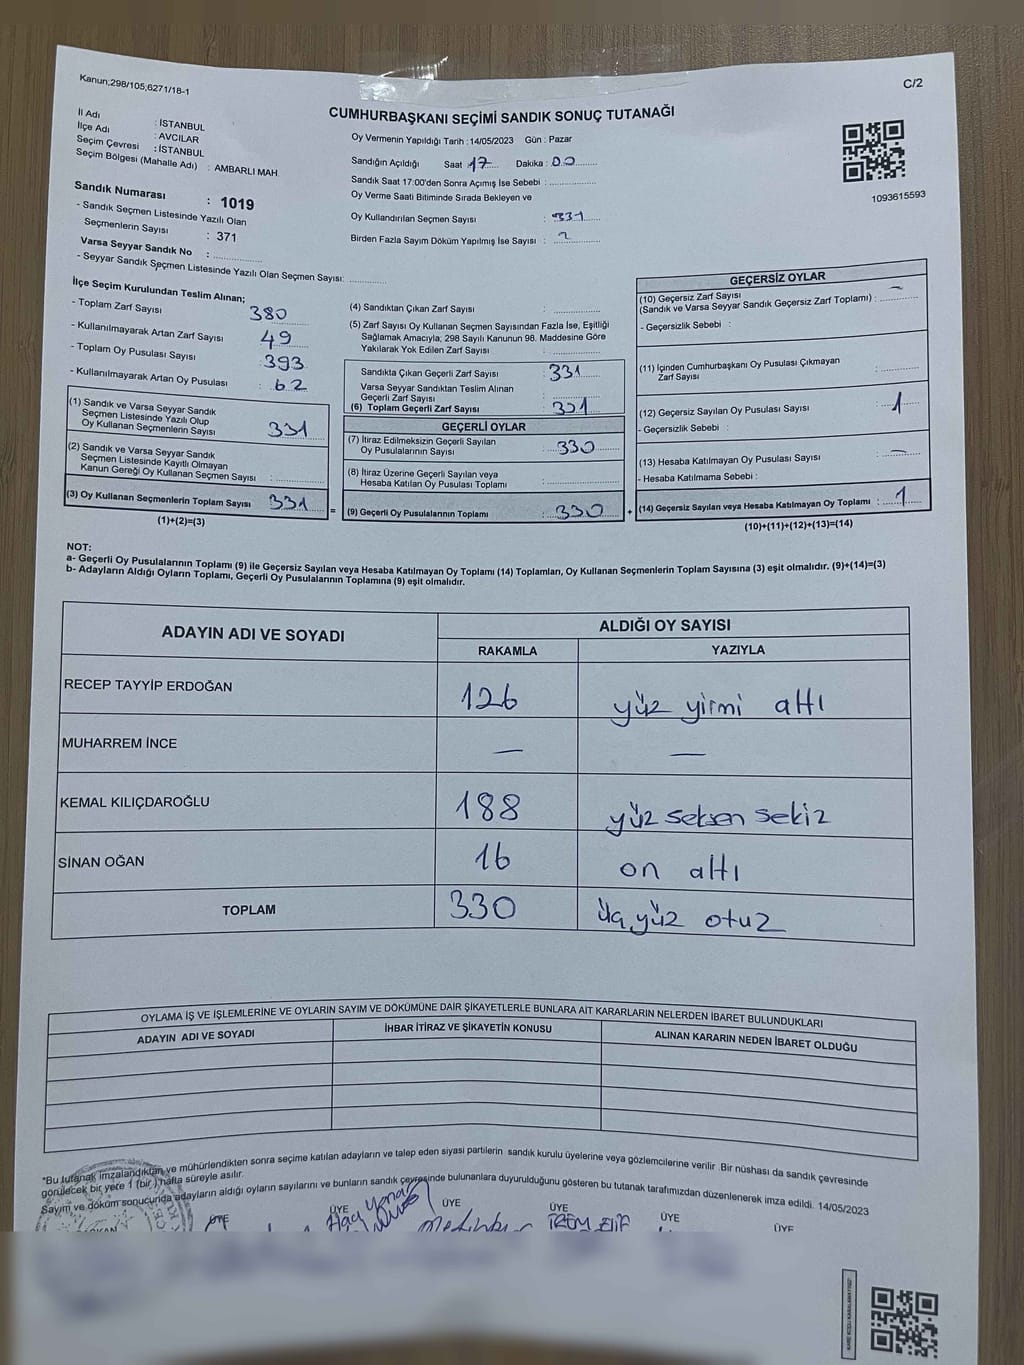 Kanun;298/105;6271/18-1
C/2
CUMHURBAŞKANI SEÇİMİ SANDIK SONUÇ TUTANAĞI
İl Adı : İSTANBUL
İlçe Adı : AVCILAR
Seçim Çevresi : İSTANBUL
Seçim Bölgesi (Mahalle Adı) : AMBARLI MAH.
Sandık Numarası : 1019
- Sandık Seçmen Listesinde Yazılı Olan
Seçmenlerin Sayısı : 371
Varsa Seyyar Sandık No :
- Seyyar Sandık Seçmen Listesinde Yazılı Olan Seçmen Sayısı:
Oy Vermenin Yapıldığı Tarih : 14/05/2023 Gün : Pazar
Sandığın Açıldığı Saat 17 Dakika : 00
Sandık Saat 17:00'den Sonra Açımış İse Sebebi :
Oy Verme Saati Bitiminde Sırada Bekleyen ve
Oy Kullandırılan Seçmen Sayısı : 331
Birden Fazla Sayım Döküm Yapılmış İse Sayısı :
1093615593
İlçe Seçim Kurulundan Teslim Alınan;
- Toplam Zarf Sayısı 380
- Kullanılmayarak Artan Zarf Sayısı 49
- Toplam Oy Pusulası Sayısı 393
- Kullanılmayarak Artan Oy Pusulası : 62
(1) Sandık ve Varsa Seyyar Sandık
Seçmen Listesinde Yazılı Olup
Oy Kullanan Seçmenlerin Sayısı 331
(2) Sandık ve Varsa Seyyar Sandık
Seçmen Listesinde Kayıtlı Olmayan
Kanun Gereği Oy Kullanan Seçmen Sayısı :
(3) Oy Kullanan Seçmenlerin Toplam Sayısı 331
(1)+(2)=(3)
=
(4) Sandıktan Çıkan Zarf Sayısı :
(5) Zarf Sayısı Oy Kullanan Seçmen Sayısından Fazla İse, Eşitliği
Sağlamak Amacıyla; 298 Sayılı Kanunun 98. Maddesine Göre
Yakılarak Yok Edilen Zarf Sayısı :
Sandıkta Çıkan Geçerli Zarf Sayısı : 331
Varsa Seyyar Sandıktan Teslim Alınan
Geçerli Zarf Sayısı :
(6) Toplam Geçerli Zarf Sayısı : 331
GEÇERLİ OYLAR
(7) İtiraz Edilmeksizin Geçerli Sayılan
Oy Pusulalarının Sayısı : 330
(8) İtiraz Üzerine Geçerli Sayılan veya
Hesaba Katılan Oy Pusulası Toplamı :
(9) Geçerli Oy Pusulalarının Toplamı : 330
+
GEÇERSİZ OYLAR
(10) Geçersiz Zarf Sayısı
(Sandık ve Varsa Seyyar Sandık Geçersiz Zarf Toplamı) : —
- Geçersizlik Sebebi :
(11) İçinden Cumhurbaşkanı Oy Pusulası Çıkmayan
Zarf Sayısı :
(12) Geçersiz Sayılan Oy Pusulası Sayısı : 1
- Geçersizlik Sebebi :
(13) Hesaba Katılmayan Oy Pusulası Sayısı : —
- Hesaba Katılmama Sebebi :
(14) Geçersiz Sayılan veya Hesaba Katılmayan Oy Toplamı : 1
(10)+(11)+(12)+(13)=(14)
NOT:
a- Geçerli Oy Pusulalarının Toplamı (9) ile Geçersiz Sayılan veya Hesaba Katılmayan Oy Toplamı (14) Toplamları, Oy Kullanan Seçmenlerin Toplam Sayısına (3) eşit olmalıdır. (9)+(14)=(3)
b- Adayların Aldığı Oyların Toplamı, Geçerli Oy Pusulalarının Toplamına (9) eşit olmalıdır.
ADAYIN ADI VE SOYADI ALDIĞI OY SAYISI
RAKAMLA YAZIYLA
RECEP TAYYİP ERDOĞAN 126 yüz yirmi altı
MUHARREM İNCE — —
KEMAL KILIÇDAROĞLU 188 yüz seksen sekiz
SİNAN OĞAN 16 on altı
TOPLAM 330 üç yüz otuz
OYLAMA İŞ VE İŞLEMLERİNE VE OYLARIN SAYIM VE DÖKÜMÜNE DAİR ŞİKAYETLERLE BUNLARA AİT KARARLARIN NELERDEN İBARET BULUNDUKLARI
ADAYIN ADI VE SOYADI İHBAR İTİRAZ VE ŞİKAYETİN KONUSU ALINAN KARARIN NEDEN İBARET OLDUĞU
*Bu tutanak imzalandıktan ve mühürlendikten sonra seçime katılan adayların ve talep eden siyasi partilerin sandık kurulu üyelerine veya gözlemcilerine verilir .Bir nüshası da sandık çevresinde
görülecek bir yere 1 (bir ) hafta süreyle asılır.
Sayım ve döküm sonucunda adayların aldığı oyların sayılarını ve bunların sandık çevresinde bulunanlara duyurulduğunu gösteren bu tutanak tarafımızdan düzenlenerek imza edildi. 14/05/2023
ÜYE ÜYE ÜYE ÜYE ÜYE